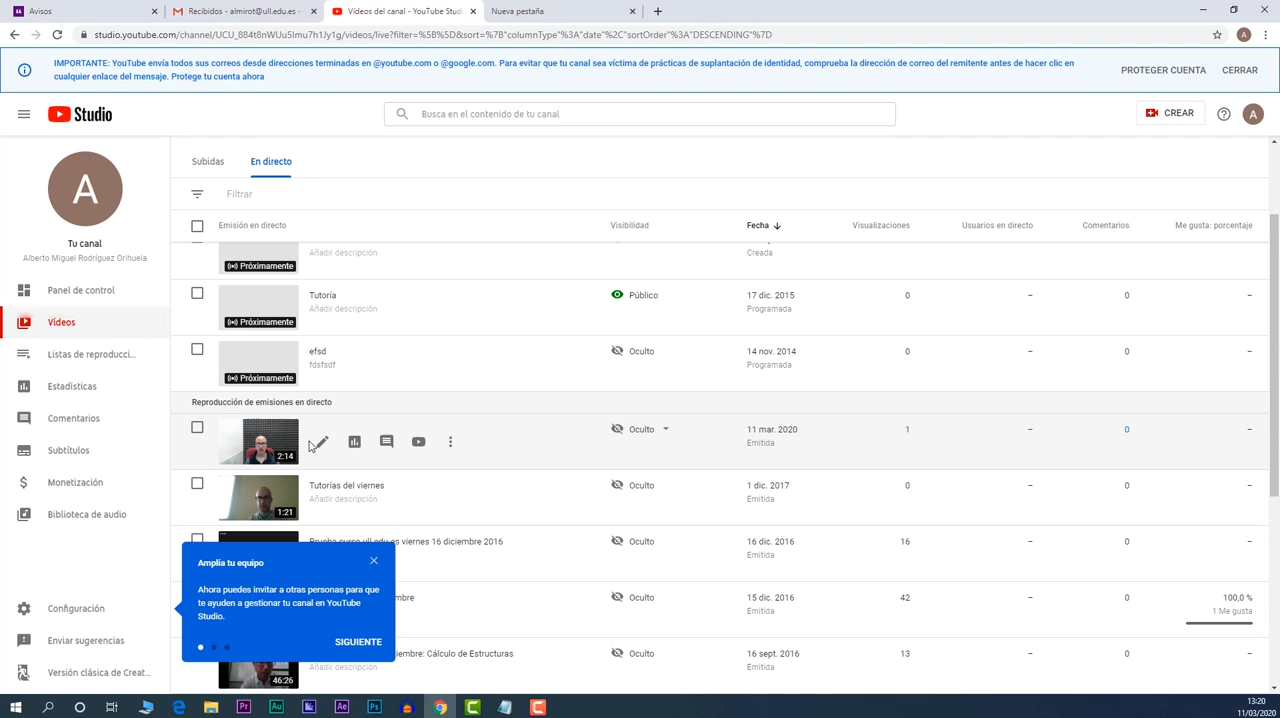 Avisos
Recibidos - almirot@ull.edu.es -
Vídeos del canal - YouTube Stud
Nueva pestaña
studio.youtube.com/channel/UCU_884t8nWUu5Imu7h1Jy1g/videos/live?filter=%5B%5D&sort=%7B"columnType"%3A"date"%2C"sortOrder"%3A"DESCENDING"%7D
A
IMPORTANTE: YouTube envía todos sus correos desde direcciones terminadas en @youtube.com o @google.com. Para evitar que tu canal sea víctima de prácticas de suplantación de identidad, comprueba la dirección de correo del remitente antes de hacer clic en
cualquier enlace del mensaje. Protege tu cuenta ahora
PROTEGER CUENTA
CERRAR
Studio
Busca en el contenido de tu canal
CREAR
A
A
Tu canal
Alberto Miguel Rodríguez Orihuela
Panel de control
Vídeos
Listas de reproducci...
Estadísticas
Comentarios
Subtítulos
Monetización
Biblioteca de audio
Configuración
Enviar sugerencias
Versión clásica de Creat...
Subidas
En directo
Filtrar
Emisión en directo
Visibilidad
Fecha
Visualizaciones
Usuarios en directo
Comentarios
Me gusta: porcentaje
Próximamente
Añadir descripción
Creada
Próximamente
Tutoría
Añadir descripción
Público
17 dic. 2015
Programada
0
–
0
–
Próximamente
efsd
fdsfsdf
Oculto
14 nov. 2014
Programada
0
–
0
–
Reproducción de emisiones en directo
2:14
Oculto
11 mar. 2020
Emitida
1
–
0
–
1:21
Tutorías del viernes
Añadir descripción
Oculto
1 dic. 2017
Emitida
0
–
0
–
Prueba curso ull.edu.es viernes 16 diciembre 2016
Oculto
16 dic. 2016
Emitida
16
–
0
–
Oculto
15 dic. 2016
Emitida
42
–
0
100,0 %
1 Me gusta
46:26
Cálculo de Estructuras
Añadir descripción
Oculto
16 sept. 2016
Emitida
13
–
0
–
Amplía tu equipo
Ahora puedes invitar a otras personas para que
te ayuden a gestionar tu canal en YouTube
Studio.
SIGUIENTE
Pr
Au
Ae
Ps
13:20
11/03/2020